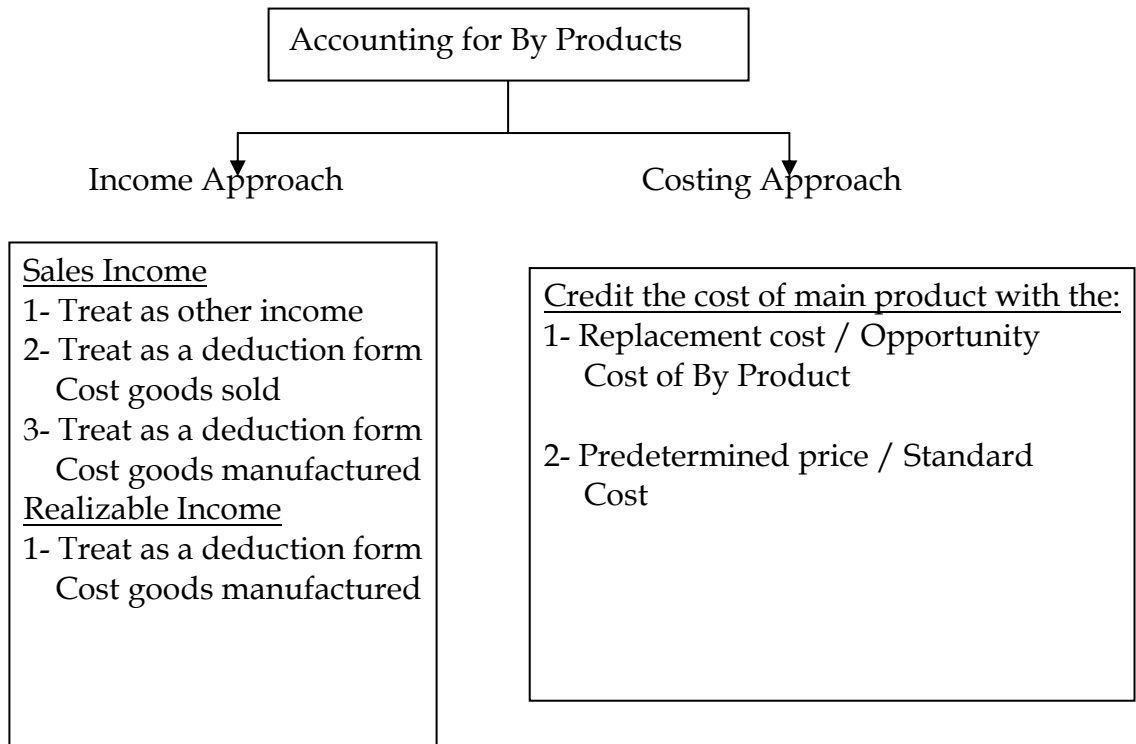 Accounting for By Products
Income Approach
Costing Approach
Sales Income
1- Treat as other income
2- Treat as a deduction form
Cost goods sold
3- Treat as a deduction form
Cost goods manufactured
Realizable Income
1- Treat as a deduction form
Cost goods manufactured
Credit the cost of main product with the:
1- Replacement cost / Opportunity
Cost of By Product
2- Predetermined price / Standard
Cost